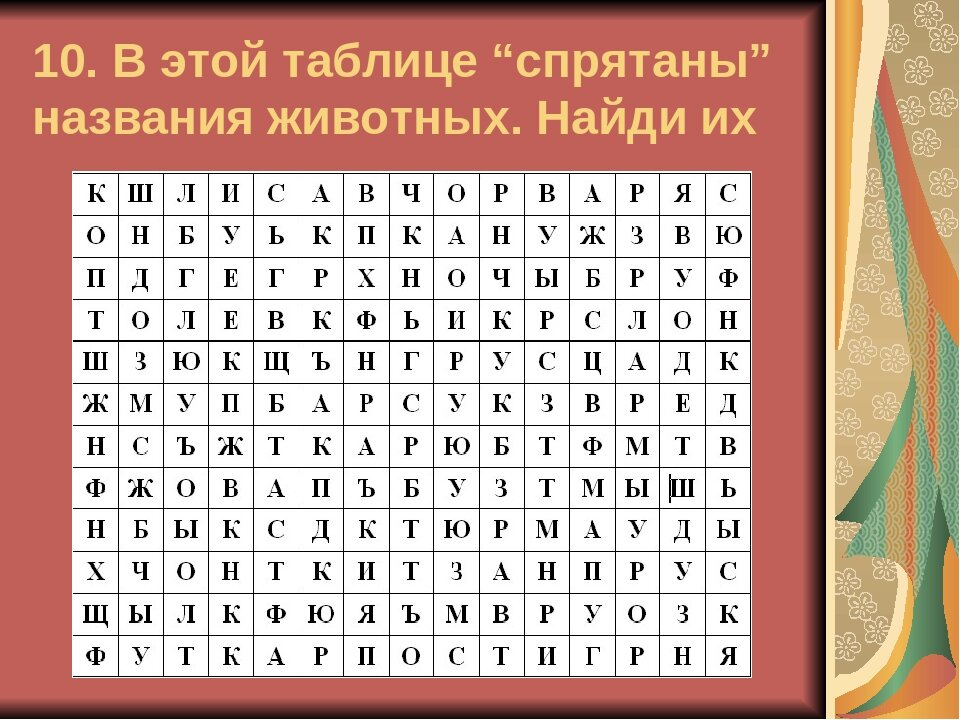 10. В этой таблице “спрятаны”
названия животных. Найди их
К Ш Л И С А В Ч О Р В А Р Я С
О Н Б У Ь К П К А Н У Ж З В Ю
П Д Г Е Г Р Х Н О Ч Ы Б Р У Ф
Т О Л Е В К Ф Ь И К Р С Л О Н
Ш З Ю К Щ Ъ Н Г Р У С Ц А Д К
Ж М У П Б А Р С У К З В Р Е Д
Н С Ъ Ж Т К А Р Ю Б Т Ф М Т В
Ф Ж О В А П Ъ Б У З Т М Ы Ш Ь
Н Б Ы К С Д К Т Ю Р М А У Д Ы
Х Ч О Н Т К И Т З А Н П Р У С
Щ Ы Л К Ф Ю Я Ъ М В Р У О З К
Ф У Т К А Р П О С Т И Г Р Н Я